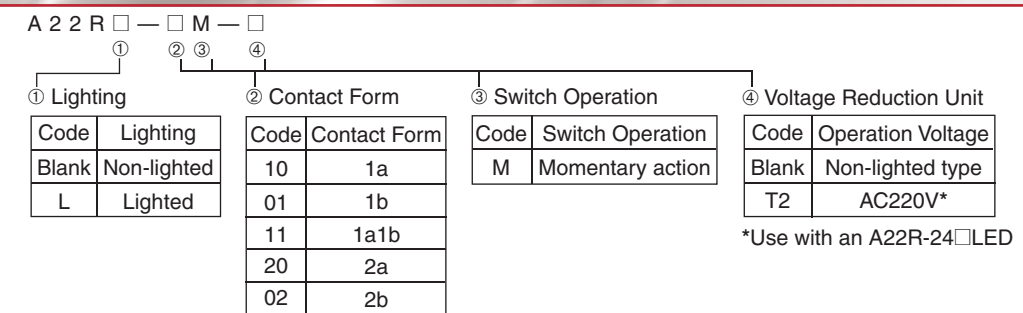 A 2 2 R □ — □ M — □
① ② ③ ④
① Lighting
Code Lighting
Blank Non-lighted
L Lighted
② Contact Form
Code Contact Form
10 1a
01 1b
11 1a1b
20 2a
02 2b
③ Switch Operation
Code Switch Operation
M Momentary action
④ Voltage Reduction Unit
Code Operation Voltage
Blank Non-lighted type
T2 AC220V*
*Use with an A22R-24□LED